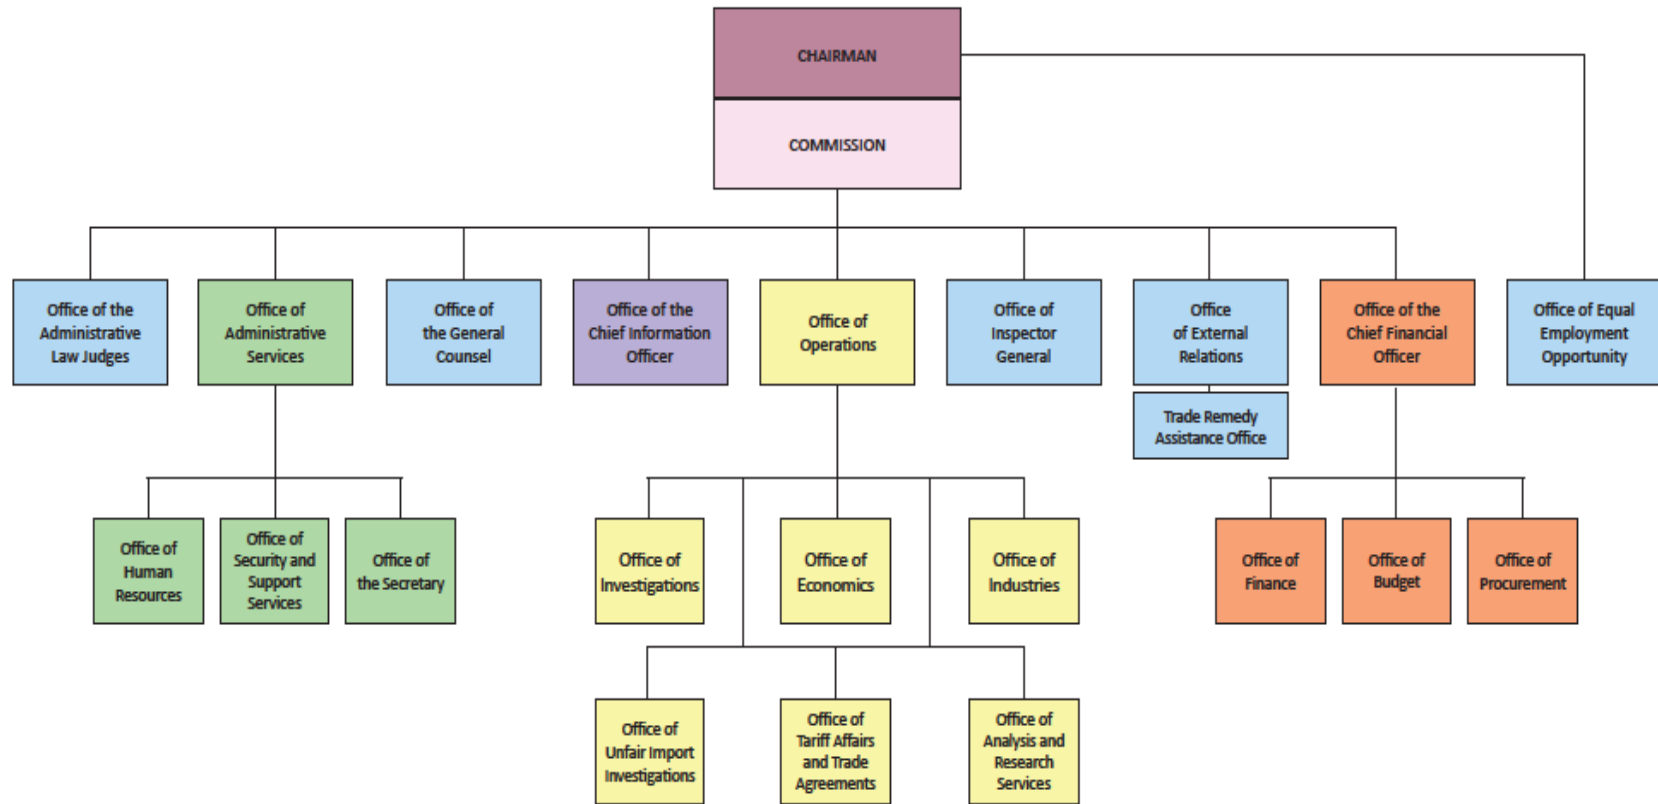 CHAIRMAN
COMMISSION
Office of the
Administrative
Law Judges
Office of
Administrative
Services
Office of
the General
Counsel
Office of the
Chief Information
Officer
Office of
Operations
Office of
Inspector
General
Office
of External
Relations
Office of the
Chief Financial
Officer
Office of Equal
Employment
Opportunity
Trade Remedy
Assistance Office
Office of
Human
Resources
Office of
Security and
Support
Services
Office of
the Secretary
Office of
Investigations
Office of
Economics
Office of
Industries
Office of
Finance
Office of
Budget
Office of
Procurement
Office of
Unfair Import
Investigations
Office of
Tariff Affairs
and Trade
Agreements
Office of
Analysis and
Research
Services